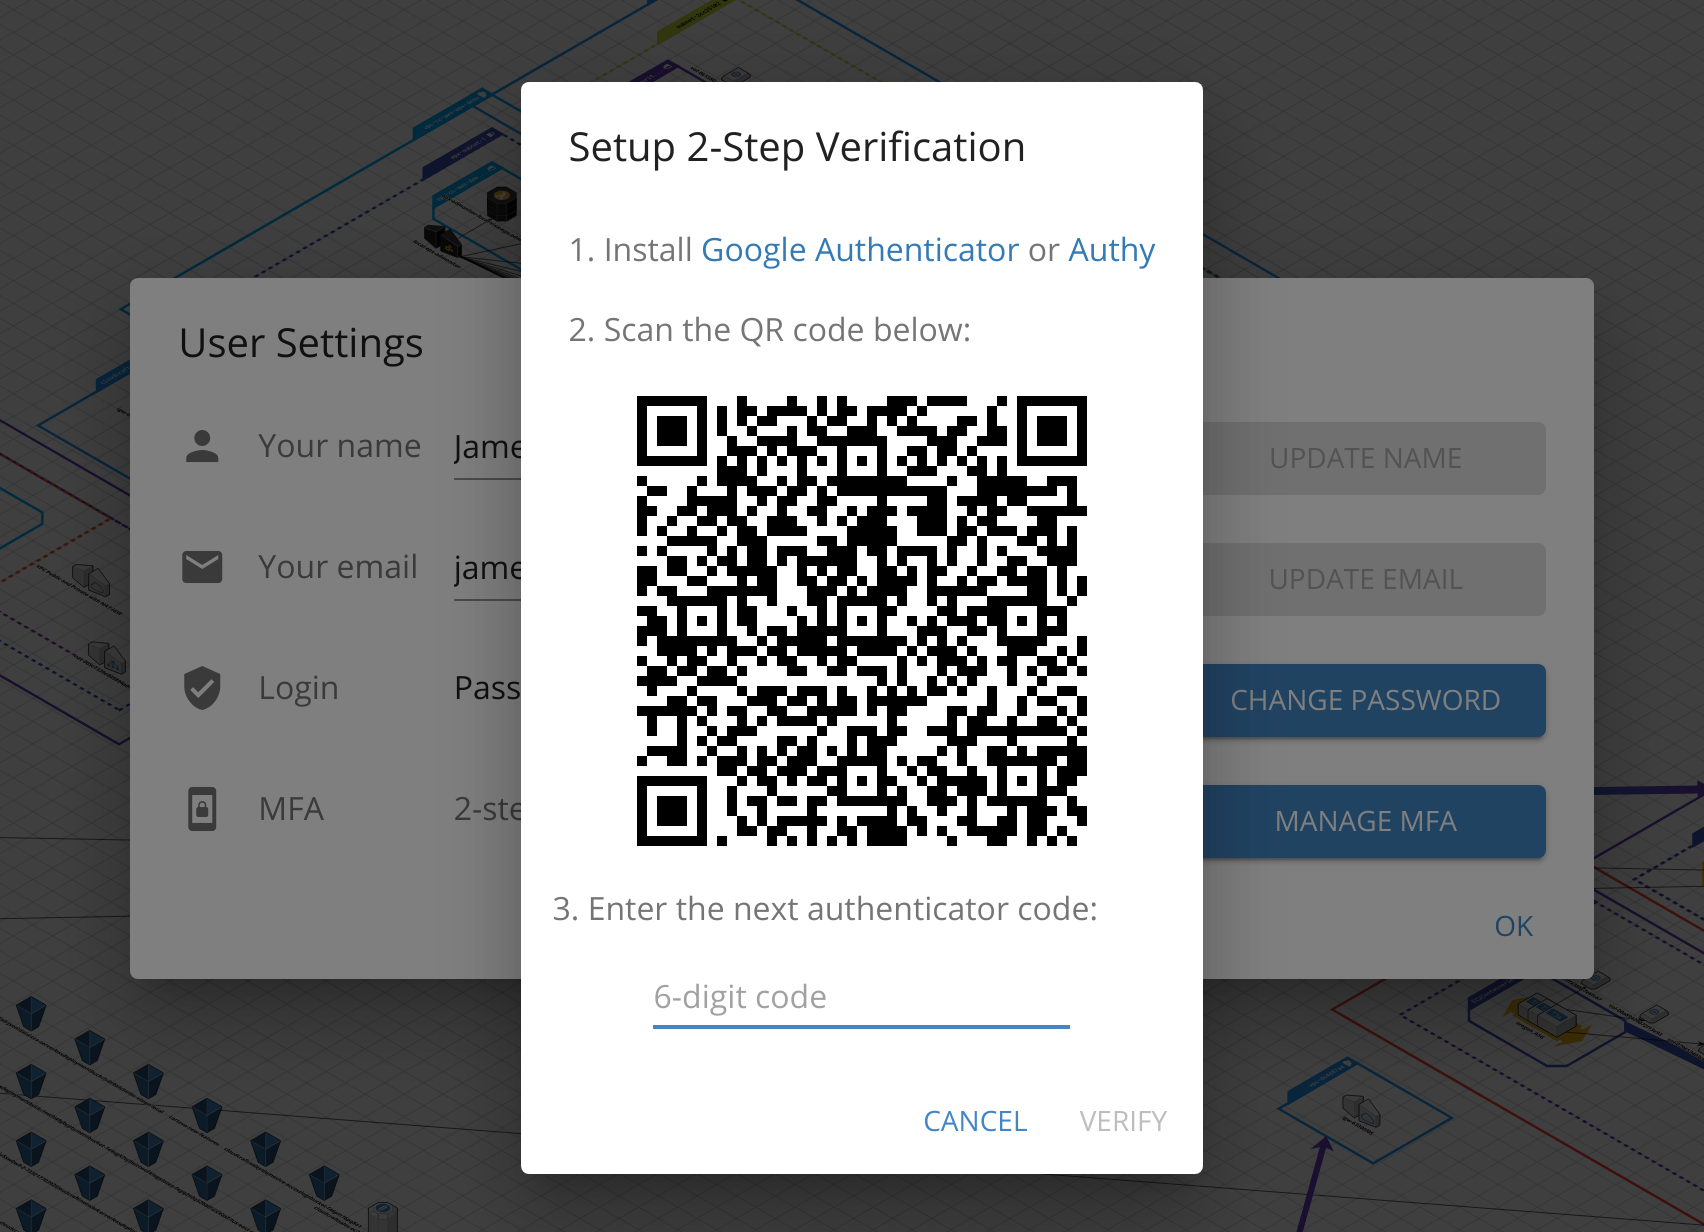 Setup 2-Step Verification
1. Install Google Authenticator or Authy
2. Scan the QR code below:
3. Enter the next authenticator code:
6-digit code
CANCEL VERIFY
User Settings
Your name Jame
UPDATE NAME
Your email jame
UPDATE EMAIL
Login Pass
CHANGE PASSWORD
MFA 2-ste
MANAGE MFA
OK